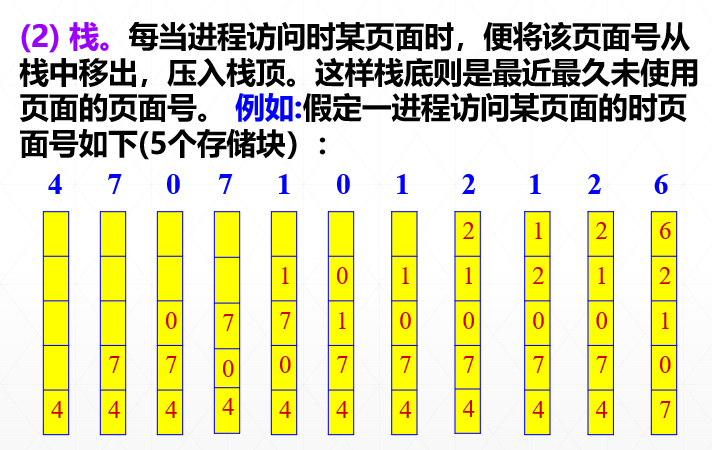 (2) 栈。每当进程访问时某页面时，便将该页面号从
栈中移出，压入栈顶。这样栈底则是最近最久未使用
页面的页面号。 例如:假定一进程访问某页面的时页
面号如下(5个存储块）：
4 7 0 7 1 0 1 2 1 2 6
2 1 2 6
1 0 1 1 2 1 2
0 7 7 1 0 0 0 0 1
7 7 0 0 7 7 7 7 7 0
4 4 4 4 4 4 4 4 4 4 7